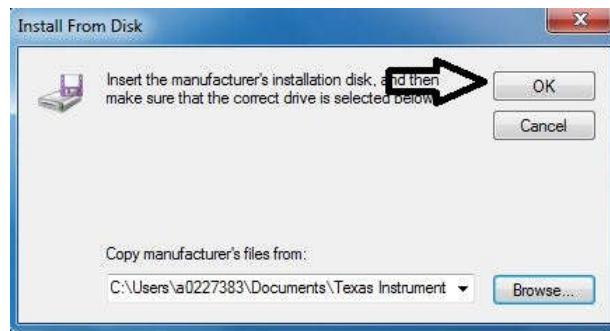 Install From Disk
Insert the manufacturer's installation disk, and then
make sure that the correct drive is selected below
OK
Cancel
Copy manufacturer's files from:
C:\Users\a0227383\Documents\Texas Instrument
Browse...